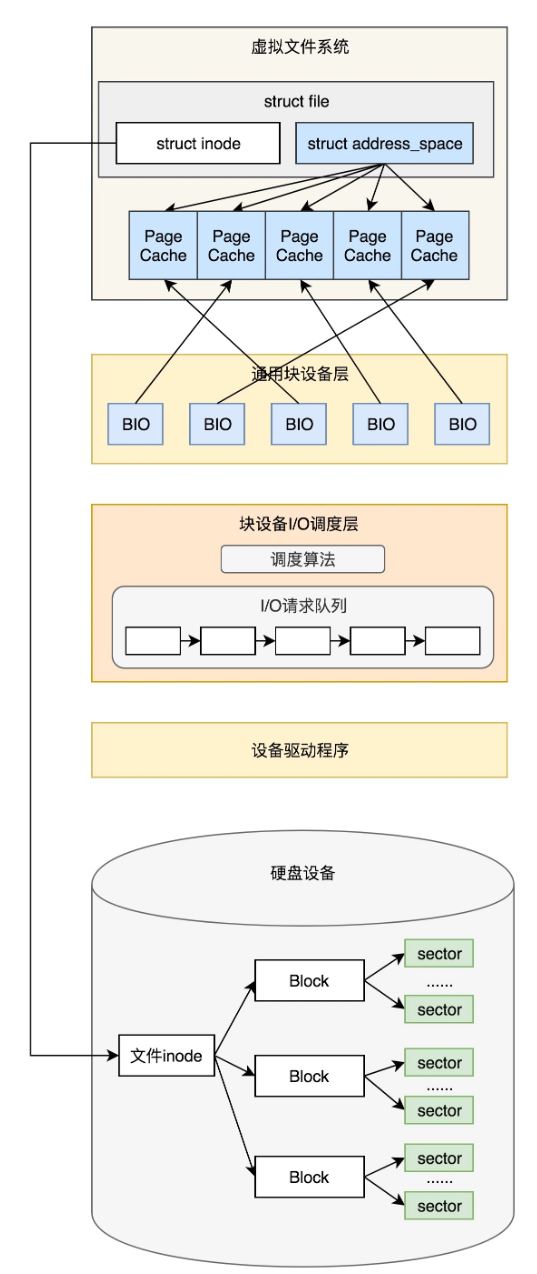 虚拟文件系统
struct file
struct inode
struct address_space
Page
Cache
Page
Cache
Page
Cache
Page
Cache
Page
Cache
通用块设备层
BIO
BIO
BIO
BIO
BIO
块设备I/O调度层
调度算法
I/O请求队列
设备驱动程序
硬盘设备
文件inode
Block
sector
......
sector
Block
sector
......
sector
Block
sector
......
sector